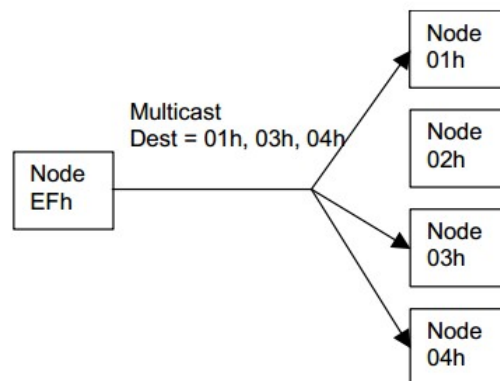 Node
01h
Multicast
Dest = 01h, 03h, 04h
Node
02h
Node
EFh
Node
03h
Node
04h